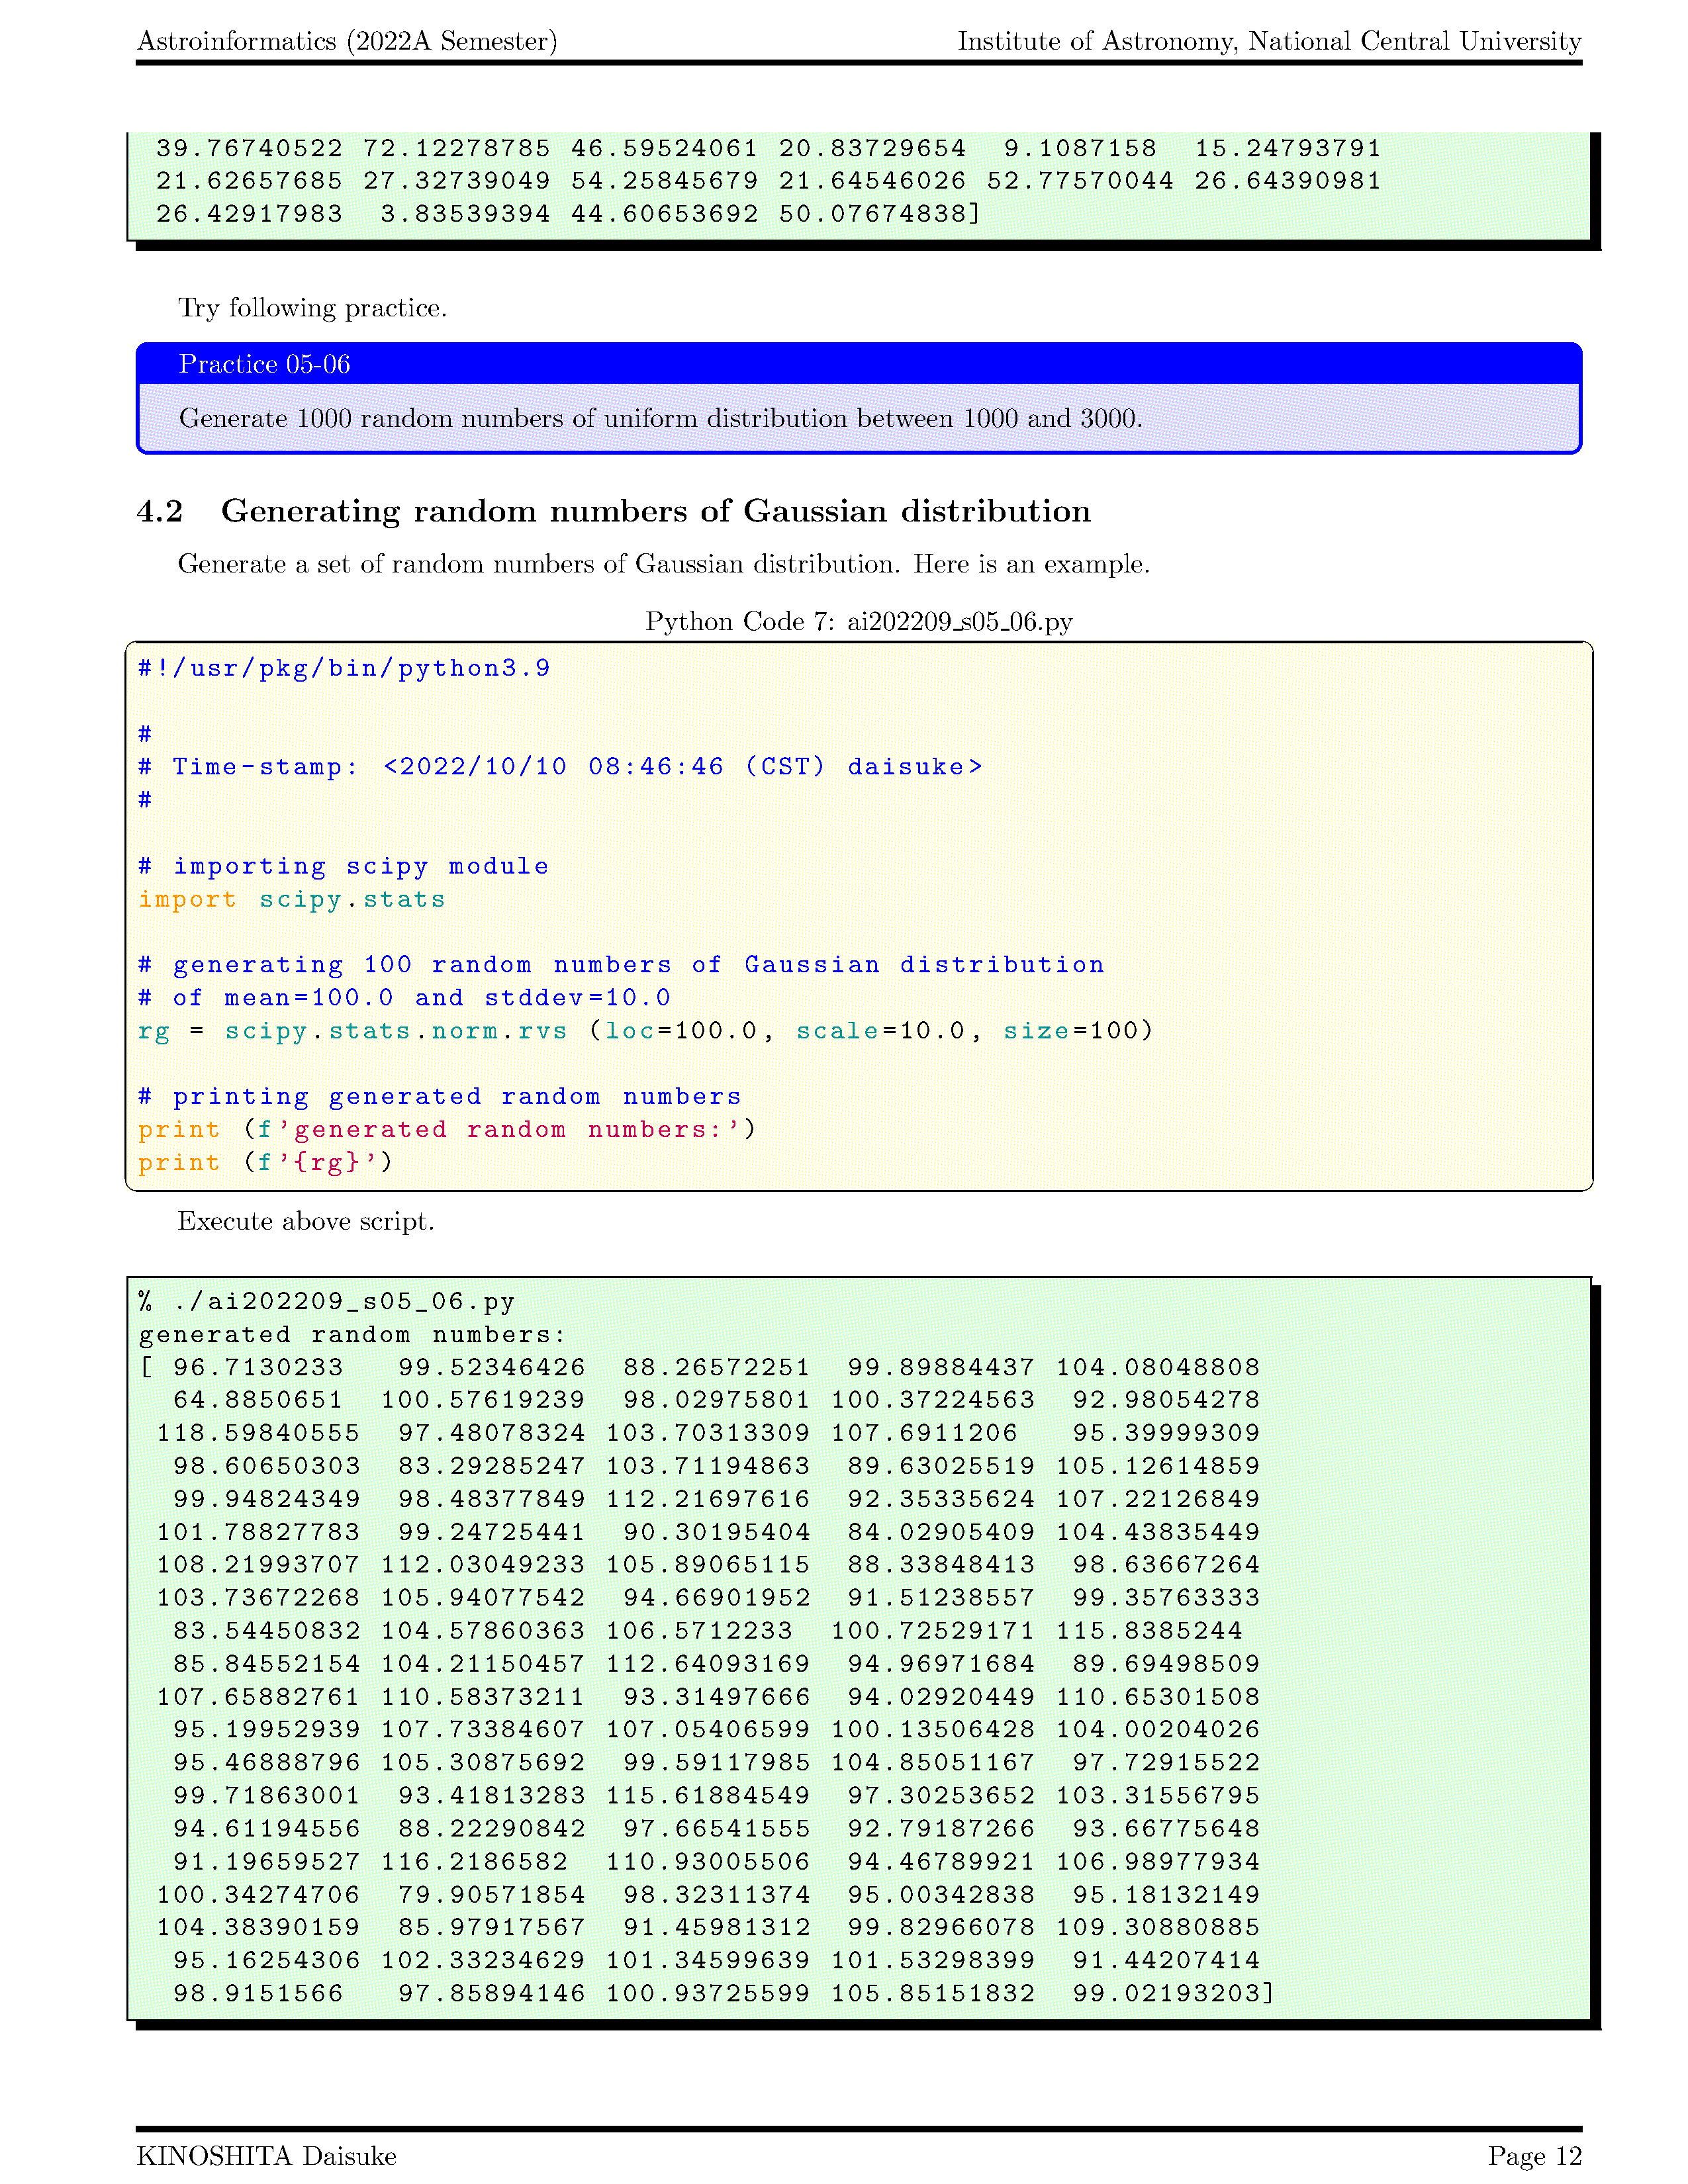 Astroinformatics (2022A Semester) Institute of Astronomy, National Central University
39.76740522 72.12278785 46.59524061 20.83729654 9.1087158 15.24793791
21.62657685 27.32739049 54.25845679 21.64546026 52.77570044 26.64390981
26.42917983 3.83539394 44.60653692 50.07674838]
Try following practice.
Practice 05-06
Generate 1000 random numbers of uniform distribution between 1000 and 3000.
4.2 Generating random numbers of Gaussian distribution
Generate a set of random numbers of Gaussian distribution. Here is an example.
Python Code 7: ai202209_s05_06.py
#!/usr/pkg/bin/python3.9
#
# Time-stamp: <2022/10/10 08:46:46 (CST) daisuke>
#
# importing scipy module
import scipy.stats
# generating 100 random numbers of Gaussian distribution
# of mean=100.0 and stddev=10.0
rg = scipy.stats.norm.rvs (loc=100.0, scale=10.0, size=100)
# printing generated random numbers
print (f'generated random numbers:')
print (f'{rg}')
Execute above script.
% ./ai202209_s05_06.py
generated random numbers:
[ 96.7130233 99.52346426 88.26572251 99.89884437 104.08048808
64.8850651 100.57619239 98.02975801 100.37224563 92.98054278
118.59840555 97.48078324 103.70313309 107.6911206 95.39999309
98.60650303 83.29285247 103.71194863 89.63025519 105.12614859
99.94824349 98.48377849 112.21697616 92.35335624 107.22126849
101.78827783 99.24725441 90.30195404 84.02905409 104.43835449
108.21993707 112.03049233 105.89065115 88.33848413 98.63667264
103.73672268 105.94077542 94.66901952 91.51238557 99.35763333
83.54450832 104.57860363 106.5712233 100.72529171 115.8385244
85.84552154 104.21150457 112.64093169 94.96971684 89.69498509
107.65882761 110.58373211 93.31497666 94.02920449 110.65301508
95.19952939 107.73384607 107.05406599 100.13506428 104.00204026
95.46888796 105.30875692 99.59117985 104.85051167 97.72915522
99.71863001 93.41813283 115.61884549 97.30253652 103.31556795
94.61194556 88.22290842 97.66541555 92.79187266 93.66775648
91.19659527 116.2186582 110.93005506 94.46789921 106.98977934
100.34274706 79.90571854 98.32311374 95.00342838 95.18132149
104.38390159 85.97917567 91.45981312 99.82966078 109.30880885
95.16254306 102.33234629 101.34599639 101.53298399 91.44207414
98.9151566 97.85894146 100.93725599 105.85151832 99.02193203]
KINOSHITA Daisuke Page 12